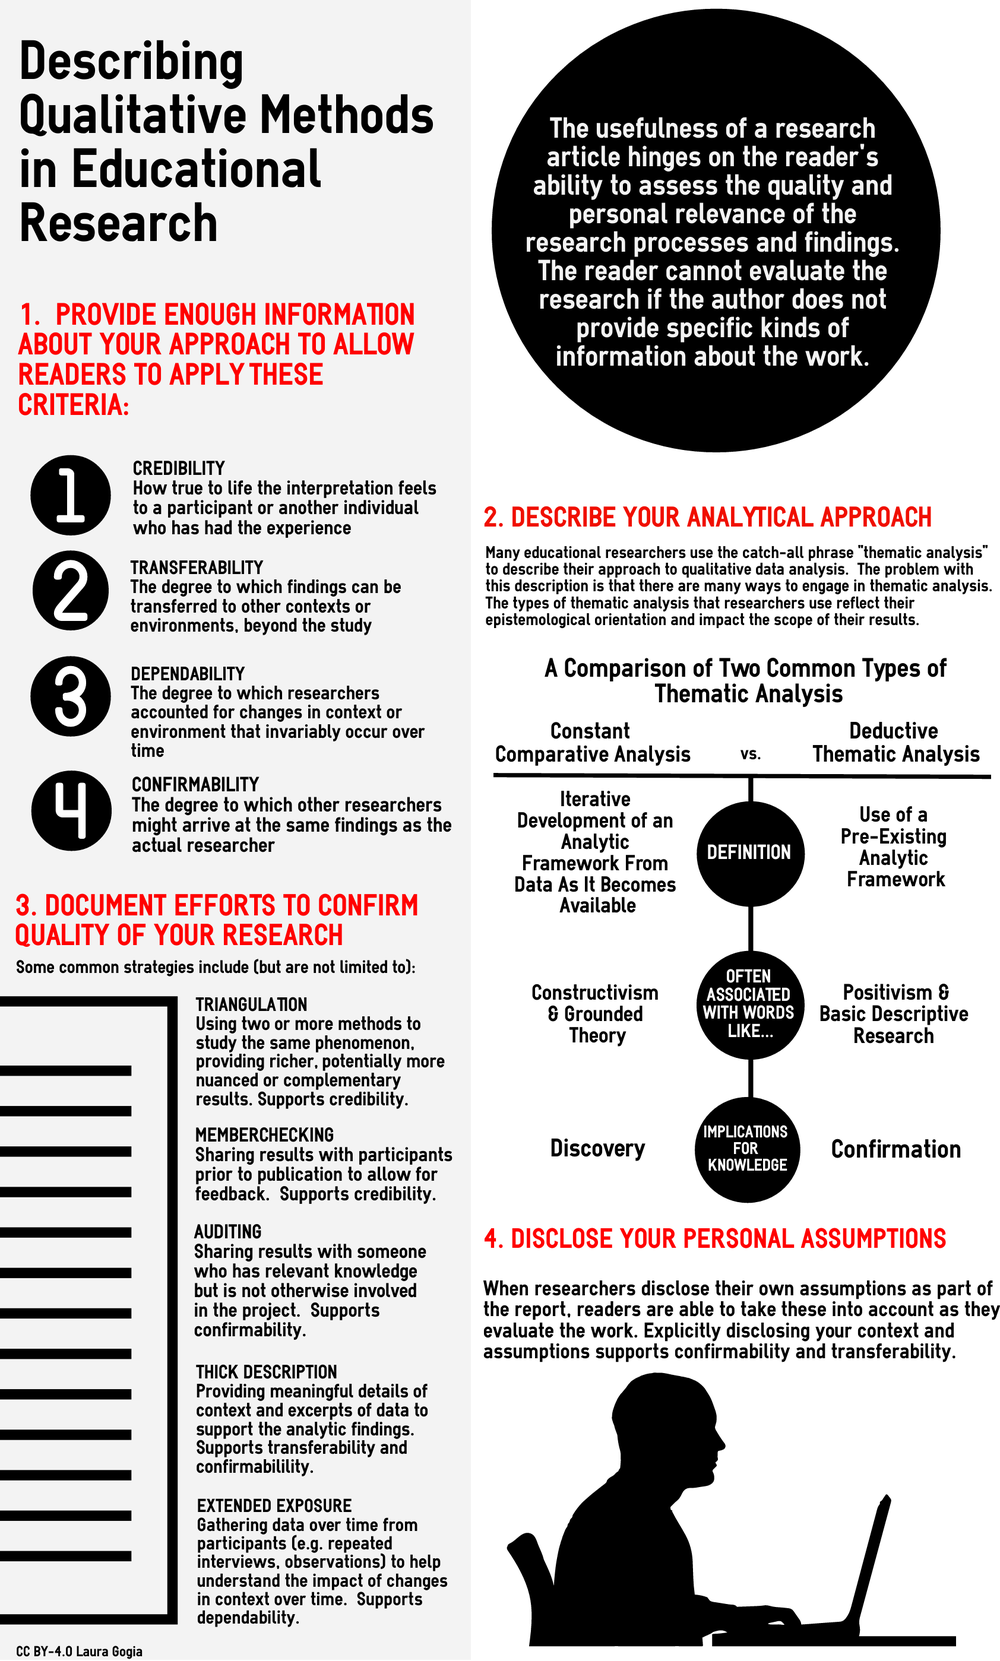 Describing
Qualitative Methods
in Educational
Research
The usefulness of a research
article hinges on the reader's
ability to assess the quality and
personal relevance of the
research processes and findings.
The reader cannot evaluate the
research if the author does not
provide specific kinds of
information about the work.
1. PROVIDE ENOUGH INFORMATION
ABOUT YOUR APPROACH TO ALLOW
READERS TO APPLY THESE
CRITERIA:
1
CREDIBILITY
How true to life the interpretation feels
to a participant or another individual
who has had the experience
2
TRANSFERABILITY
The degree to which findings can be
transferred to other contexts or
environments, beyond the study
3
DEPENDABILITY
The degree to which researchers
accounted for changes in context or
environment that invariably occur over
time
4
CONFIRMABILITY
The degree to which other researchers
might arrive at the same findings as the
actual researcher
2. DESCRIBE YOUR ANALYTICAL APPROACH
Many educational researchers use the catch-all phrase "thematic analysis"
to describe their approach to qualitative data analysis. The problem with
this description is that there are many ways to engage in thematic analysis.
The types of thematic analysis that researchers use reflect their
epistemological orientation and impact the scope of their results.
A Comparison of Two Common Types of
Thematic Analysis
Constant
Comparative Analysis
vs.
Deductive
Thematic Analysis
Iterative
Development of an
Analytic
Framework From
Data As It Becomes
Available
DEFINITION
Use of a
Pre-Existing
Analytic
Framework
Constructivism
& Grounded
Theory
OFTEN
ASSOCIATED
WITH WORDS
LIKE...
Positivism &
Basic Descriptive
Research
Discovery
IMPLICATIONS
FOR
KNOWLEDGE
Confirmation
3. DOCUMENT EFFORTS TO CONFIRM
QUALITY OF YOUR RESEARCH
Some common strategies include (but are not limited to):
TRIANGULATION
Using two or more methods to
study the same phenomenon,
providing richer, potentially more
nuanced or complementary
results. Supports credibility.
MEMBERCHECKING
Sharing results with participants
prior to publication to allow for
feedback. Supports credibility.
AUDITING
Sharing results with someone
who has relevant knowledge
but is not otherwise involved
in the project. Supports
confirmability.
THICK DESCRIPTION
Providing meaningful details of
context and excerpts of data to
support the analytic findings.
Supports transferability and
confirmabilility.
EXTENDED EXPOSURE
Gathering data over time from
participants (e.g. repeated
interviews, observations) to help
understand the impact of changes
in context over time. Supports
dependability.
4. DISCLOSE YOUR PERSONAL ASSUMPTIONS
When researchers disclose their own assumptions as part of
the report, readers are able to take these into account as they
evaluate the work. Explicitly disclosing your context and
assumptions supports confirmability and transferability.
CC BY-4.0 Laura Gogia